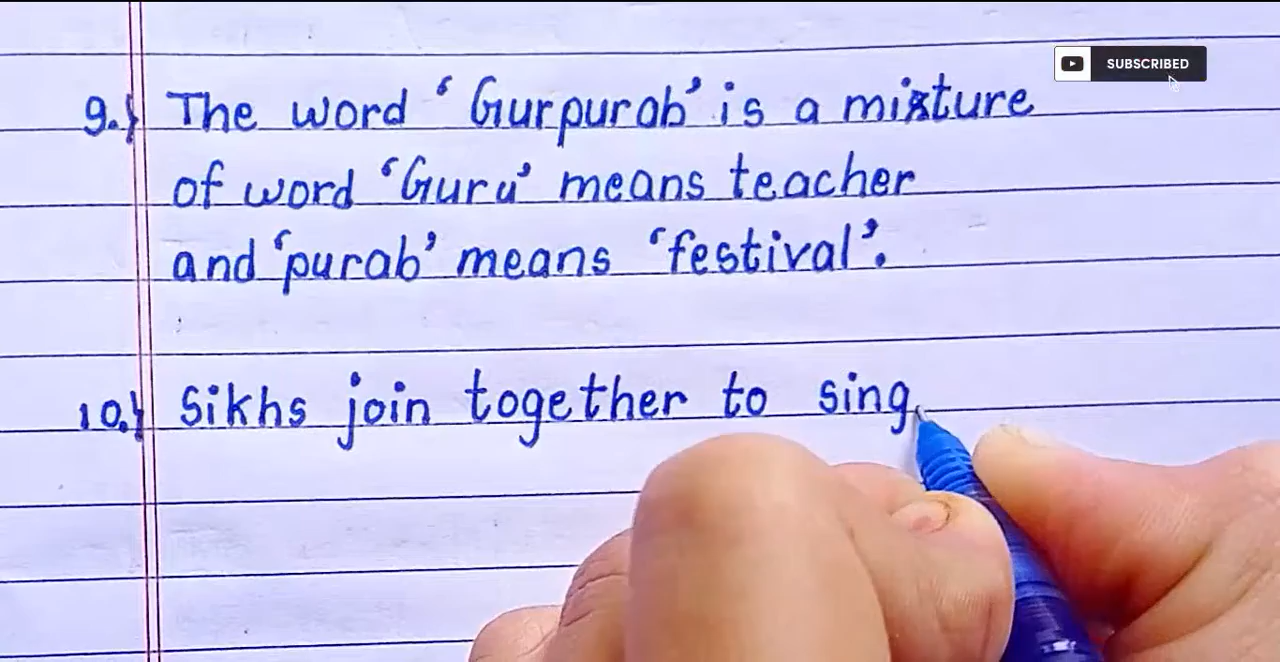 SUBSCRIBED
9.} The word ‘Gurpurab’ is a mixture
of word ‘Guru’ means teacher
and ‘purab’ means ‘festival’.
10.} Sikhs join together to sing